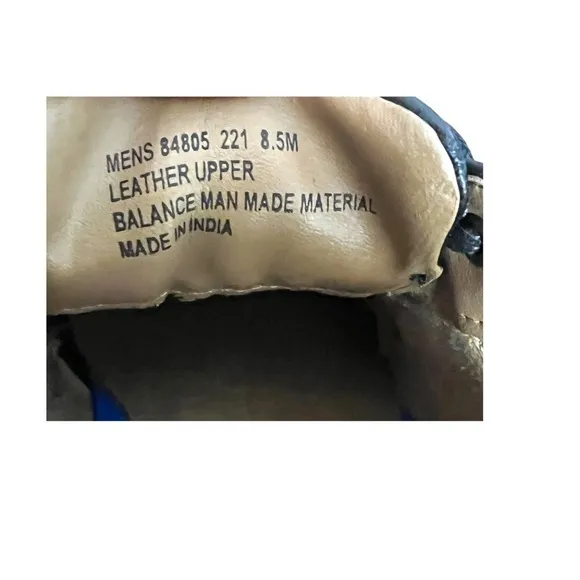 MENS 84805 221 8.5M
LEATHER UPPER
BALANCE MAN MADE MATERIAL
MADE IN INDIA